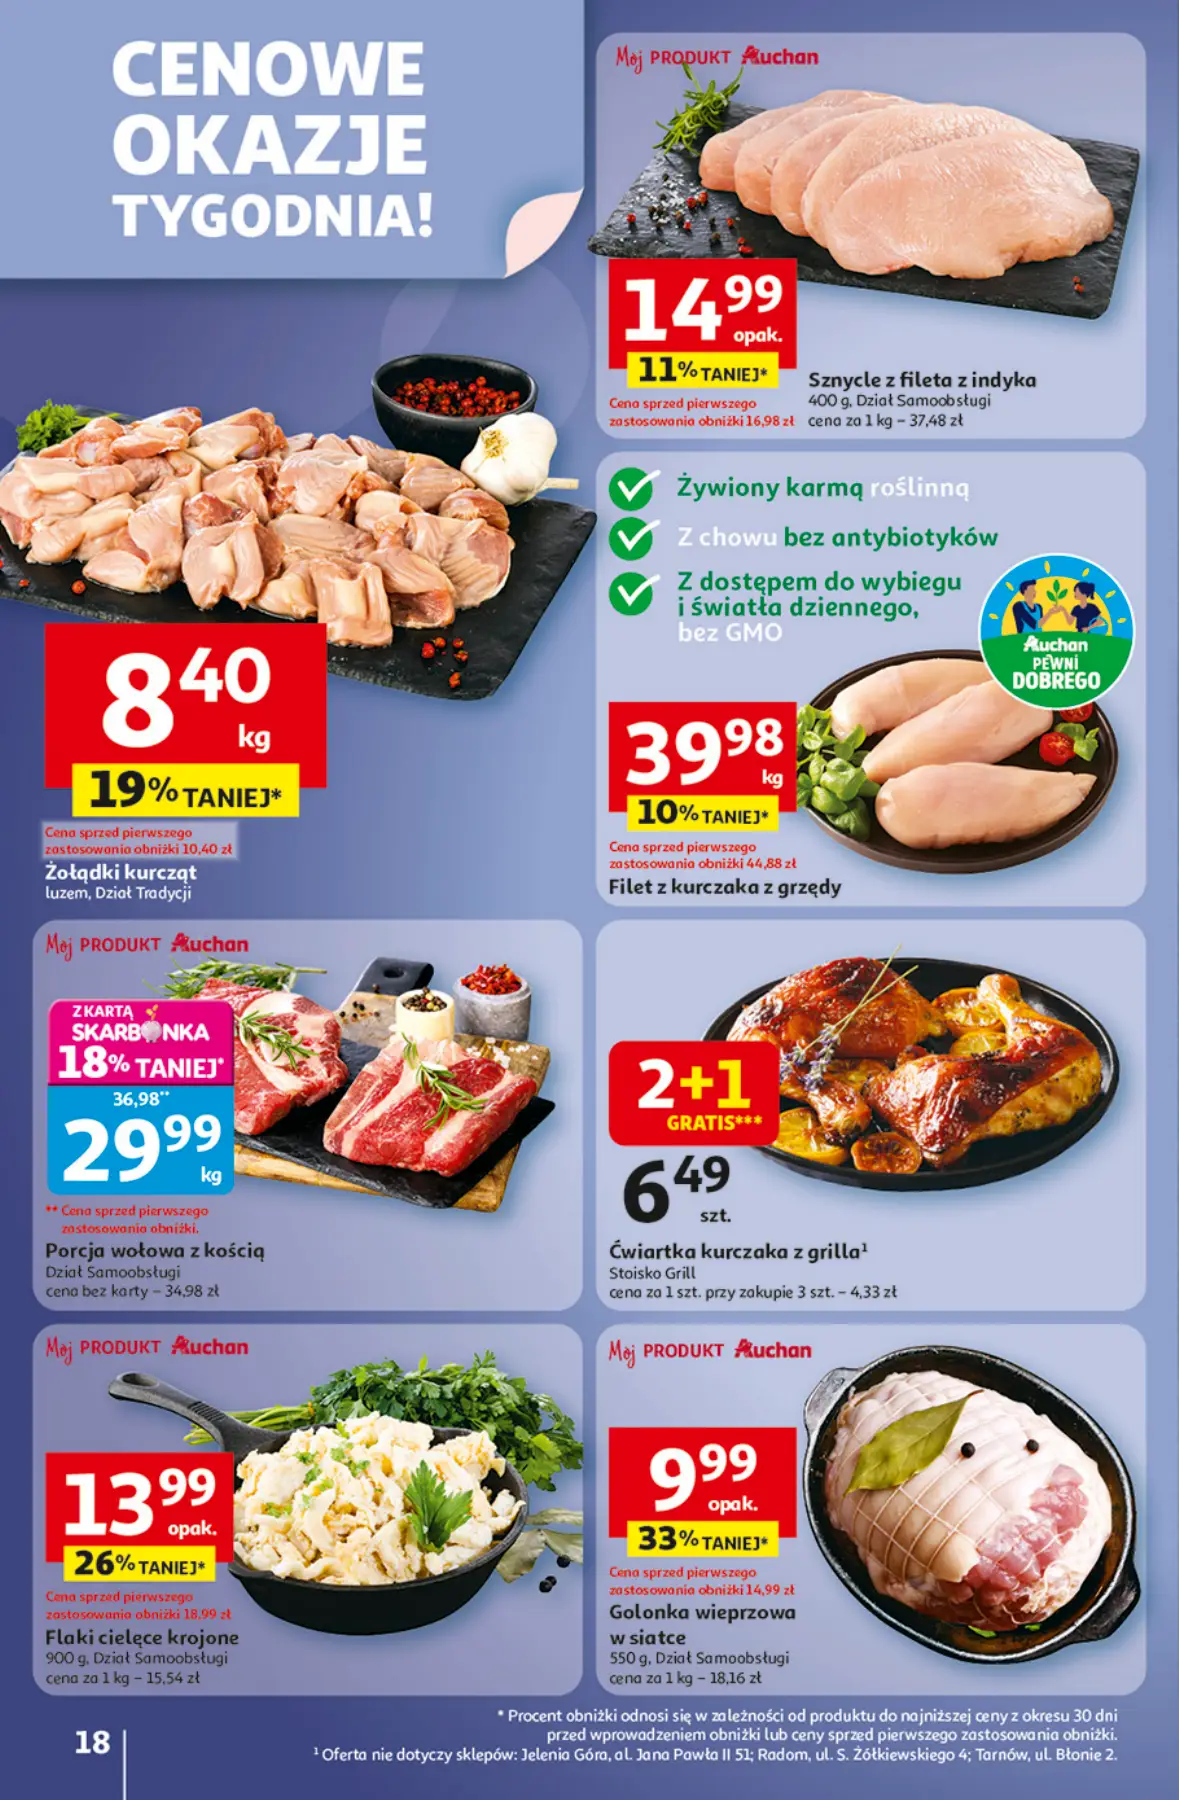 CENOWE
OKAZJE
TYGODNIA!
Mój PRODUKT Auchan
14 99
opak.
11% TANIEJ*
Cena sprzed pierwszego
zastosowania obniżki 16,98 zł
Sznycle z fileta z indyka
400 g, Dział Samoobsługi
cena za 1 kg – 37,48 zł
8 40
kg
19% TANIEJ*
Cena sprzed pierwszego
zastosowania obniżki 10,40 zł
Żołądki kurcząt
luzem, Dział Tradycji
Żywiony karmą roślinną
Z chowu bez antybiotyków
Z dostępem do wybiegu
i światła dziennego,
bez GMO
Auchan
PEWNI
DOBREGO
39 98
kg
10% TANIEJ*
Cena sprzed pierwszego
zastosowania obniżki 44,88 zł
Filet z kurczaka z grzędy
Mój PRODUKT Auchan
Z KARTĄ
SKARBONKA
18% TANIEJ*
36,98**
29 99
kg
** Cena sprzed pierwszego
zastosowania obniżki.
Porcja wołowa z kością
Dział Samoobsługi
cena bez karty – 34,98 zł
2+1
GRATIS***
6 49
szt.
Ćwiartka kurczaka z grilla¹
Stoisko Grill
cena za 1 szt. przy zakupie 3 szt. – 4,33 zł
Mój PRODUKT Auchan
13 99
opak.
26% TANIEJ*
Cena sprzed pierwszego
zastosowania obniżki 18,99 zł
Flaki cielęce krojone
900 g, Dział Samoobsługi
cena za 1 kg – 15,54 zł
Mój PRODUKT Auchan
9 99
opak.
33% TANIEJ*
Cena sprzed pierwszego
zastosowania obniżki 14,99 zł
Golonka wieprzowa
w siatce
550 g, Dział Samoobsługi
cena za 1 kg – 18,16 zł
18
* Procent obniżki odnosi się w zależności od produktu do najniższej ceny z okresu 30 dni
przed wprowadzeniem obniżki lub ceny sprzed pierwszego zastosowania obniżki.
¹ Oferta nie dotyczy sklepów: Jelenia Góra, al. Jana Pawła II 51; Radom, ul. S. Żółkiewskiego 4; Tarnów, ul. Błonie 2.